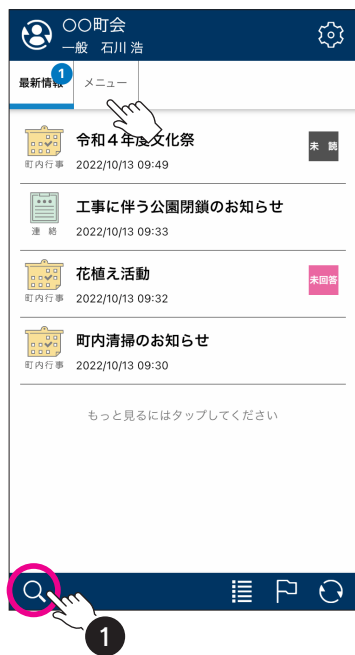 〇〇町会
一般 石川 浩
最新情報 1 メニュー
令和4年度文化祭
未 読
町内行事 2022/10/13 09:49
工事に伴う公園閉鎖のお知らせ
連 絡 2022/10/13 09:33
花植え活動
未回答
町内行事 2022/10/13 09:32
町内清掃のお知らせ
町内行事 2022/10/13 09:30
もっと見るにはタップしてください
1